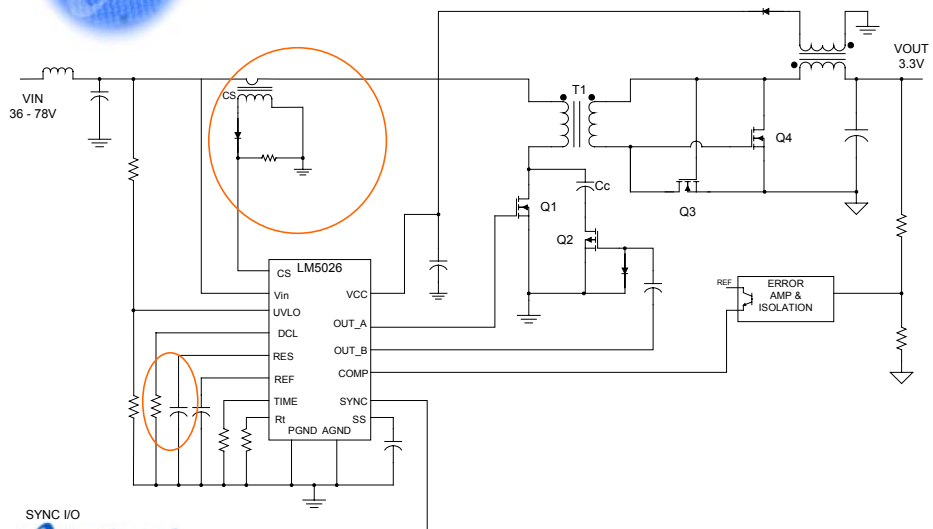 VOUT
3.3V
VIN
36 - 78V
CS
T1
Q4
Q3
Cc
Q1
Q2
LM5026
CS
Vin
UVLO
DCL
RES
REF
TIME
Rt
PGND AGND
VCC
OUT_A
OUT_B
COMP
SYNC
SS
REF
ERROR
AMP &
ISOLATION
SYNC I/O